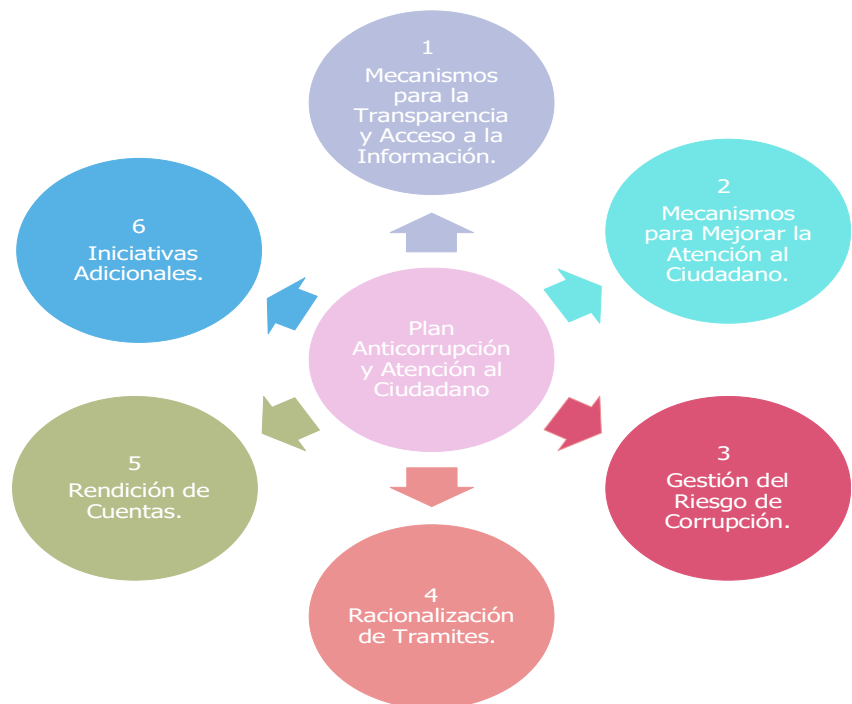 1
Mecanismos
para la
Transparencia
y Acceso a la
Información.
2
Mecanismos
para Mejorar la
Atención al
Ciudadano.
6
Iniciativas
Adicionales.
Plan
Anticorrupción
y Atención al
Ciudadano
3
Gestión del
Riesgo de
Corrupción.
5
Rendición de
Cuentas.
4
Racionalización
de Tramites.